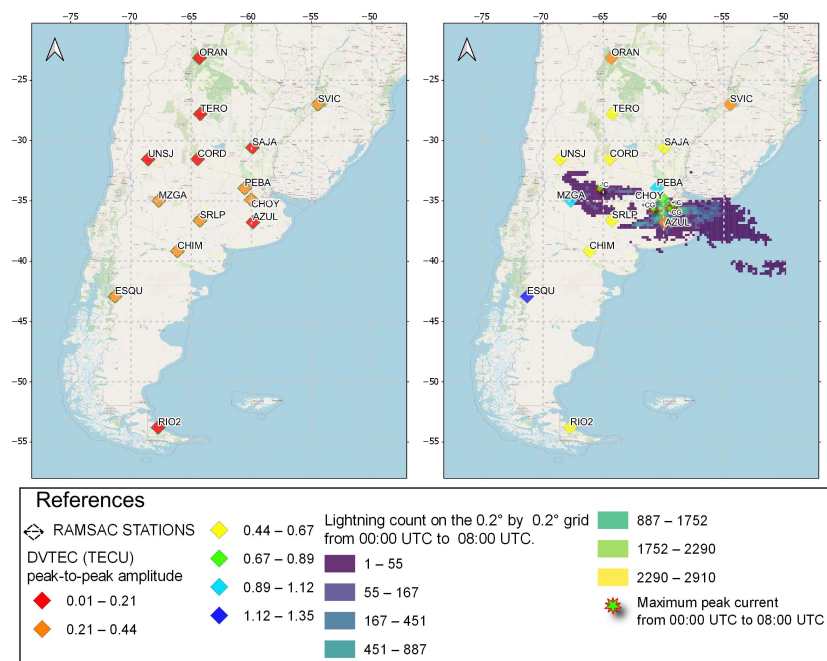 −75 −70 −65 −60 −55 −50
−75 −70 −65 −60 −55 −50
−25
−30
−35
−40
−45
−50
−55
ORAN
TERO
SVIC
UNSJ
CORD
SAJA
MZGA
PEBA
CHOY
SRLP
AZUL
CHIM
ESQU
RIO2
−25
−30
−35
−40
−45
−50
−55
ORAN
TERO
SVIC
UNSJ
CORD
SAJA
MZGA
PEBA
CHOY
SRLP
AZUL
CHIM
ESQU
RIO2
IC
IC
-CG
-CG
References
RAMSAC STATIONS
DVTEC (TECU)
peak-to-peak amplitude
0.01 – 0.21
0.21 – 0.44
0.44 – 0.67
0.67 – 0.89
0.89 – 1.12
1.12 – 1.35
Lightning count on the 0.2° by 0.2° grid
from 00:00 UTC to 08:00 UTC.
1 – 55
55 – 167
167 – 451
451 – 887
887 – 1752
1752 – 2290
2290 – 2910
Maximum peak current
from 00:00 UTC to 08:00 UTC